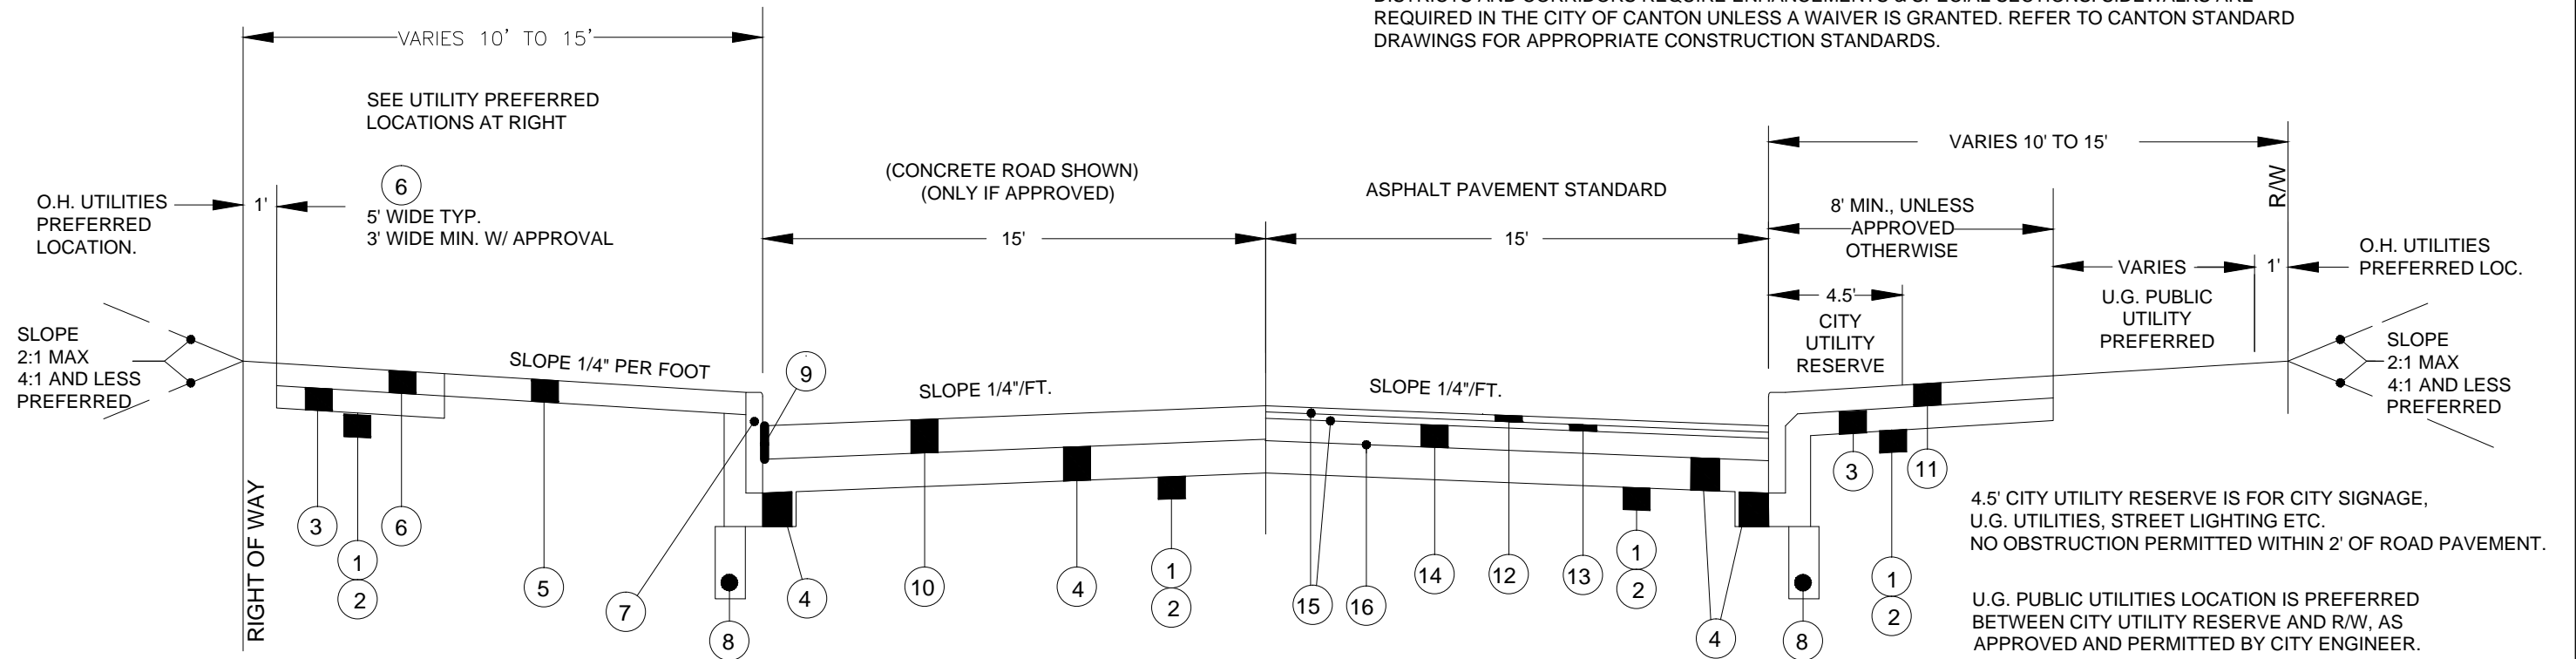 DISTRICTS AND CORRIDORS REQUIRE ENHANCEMENTS & SPECIAL SECTIONS. SIDEWALKS ARE
REQUIRED IN THE CITY OF CANTON UNLESS A WAIVER IS GRANTED. REFER TO CANTON STANDARD
DRAWINGS FOR APPROPRIATE CONSTRUCTION STANDARDS.
VARIES 10' TO 15'
SEE UTILITY PREFERRED
LOCATIONS AT RIGHT
O.H. UTILITIES
PREFERRED
LOCATION.
1'
6
5' WIDE TYP.
3' WIDE MIN. W/ APPROVAL
(CONCRETE ROAD SHOWN)
(ONLY IF APPROVED)
15'
ASPHALT PAVEMENT STANDARD
15'
VARIES 10' TO 15'
R/W
8' MIN., UNLESS
APPROVED
OTHERWISE
VARIES
1'
O.H. UTILITIES
PREFERRED LOC.
4.5'
CITY
UTILITY
RESERVE
U.G. PUBLIC
UTILITY
PREFERRED
SLOPE
2:1 MAX
4:1 AND LESS
PREFERRED
SLOPE 1/4" PER FOOT
9
SLOPE 1/4"/FT.
SLOPE 1/4"/FT.
SLOPE
2:1 MAX
4:1 AND LESS
PREFERRED
RIGHT OF WAY
3
1
2
6
5
7
8
4
10
4
1
2
15
16
14
12
13
1
2
4
8
3
1
2
11
4.5' CITY UTILITY RESERVE IS FOR CITY SIGNAGE,
U.G. UTILITIES, STREET LIGHTING ETC.
NO OBSTRUCTION PERMITTED WITHIN 2' OF ROAD PAVEMENT.
U.G. PUBLIC UTILITIES LOCATION IS PREFERRED
BETWEEN CITY UTILITY RESERVE AND R/W, AS
APPROVED AND PERMITTED BY CITY ENGINEER.